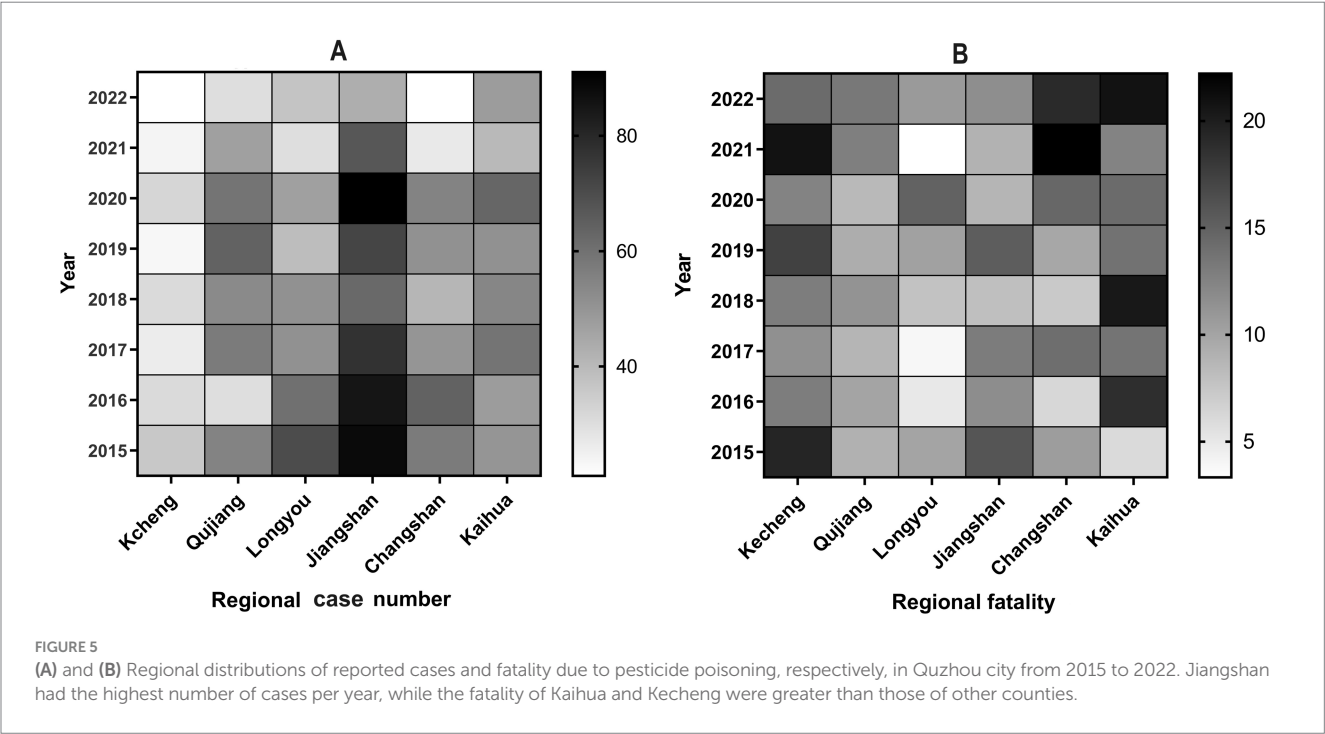 A
2022
2021
2020
2019
2018
2017
2016
2015
Year
Kcheng
Qujiang
Longyou
Jiangshan
Changshan
Kaihua
Regional case number
80
60
40
B
2022
2021
2020
2019
2018
2017
2016
2015
Year
Kecheng
Qujiang
Longyou
Jiangshan
Changshan
Kaihua
Regional fatality
20
15
10
5
FIGURE 5
(A) and (B) Regional distributions of reported cases and fatality due to pesticide poisoning, respectively, in Quzhou city from 2015 to 2022. Jiangshan
had the highest number of cases per year, while the fatality of Kaihua and Kecheng were greater than those of other counties.